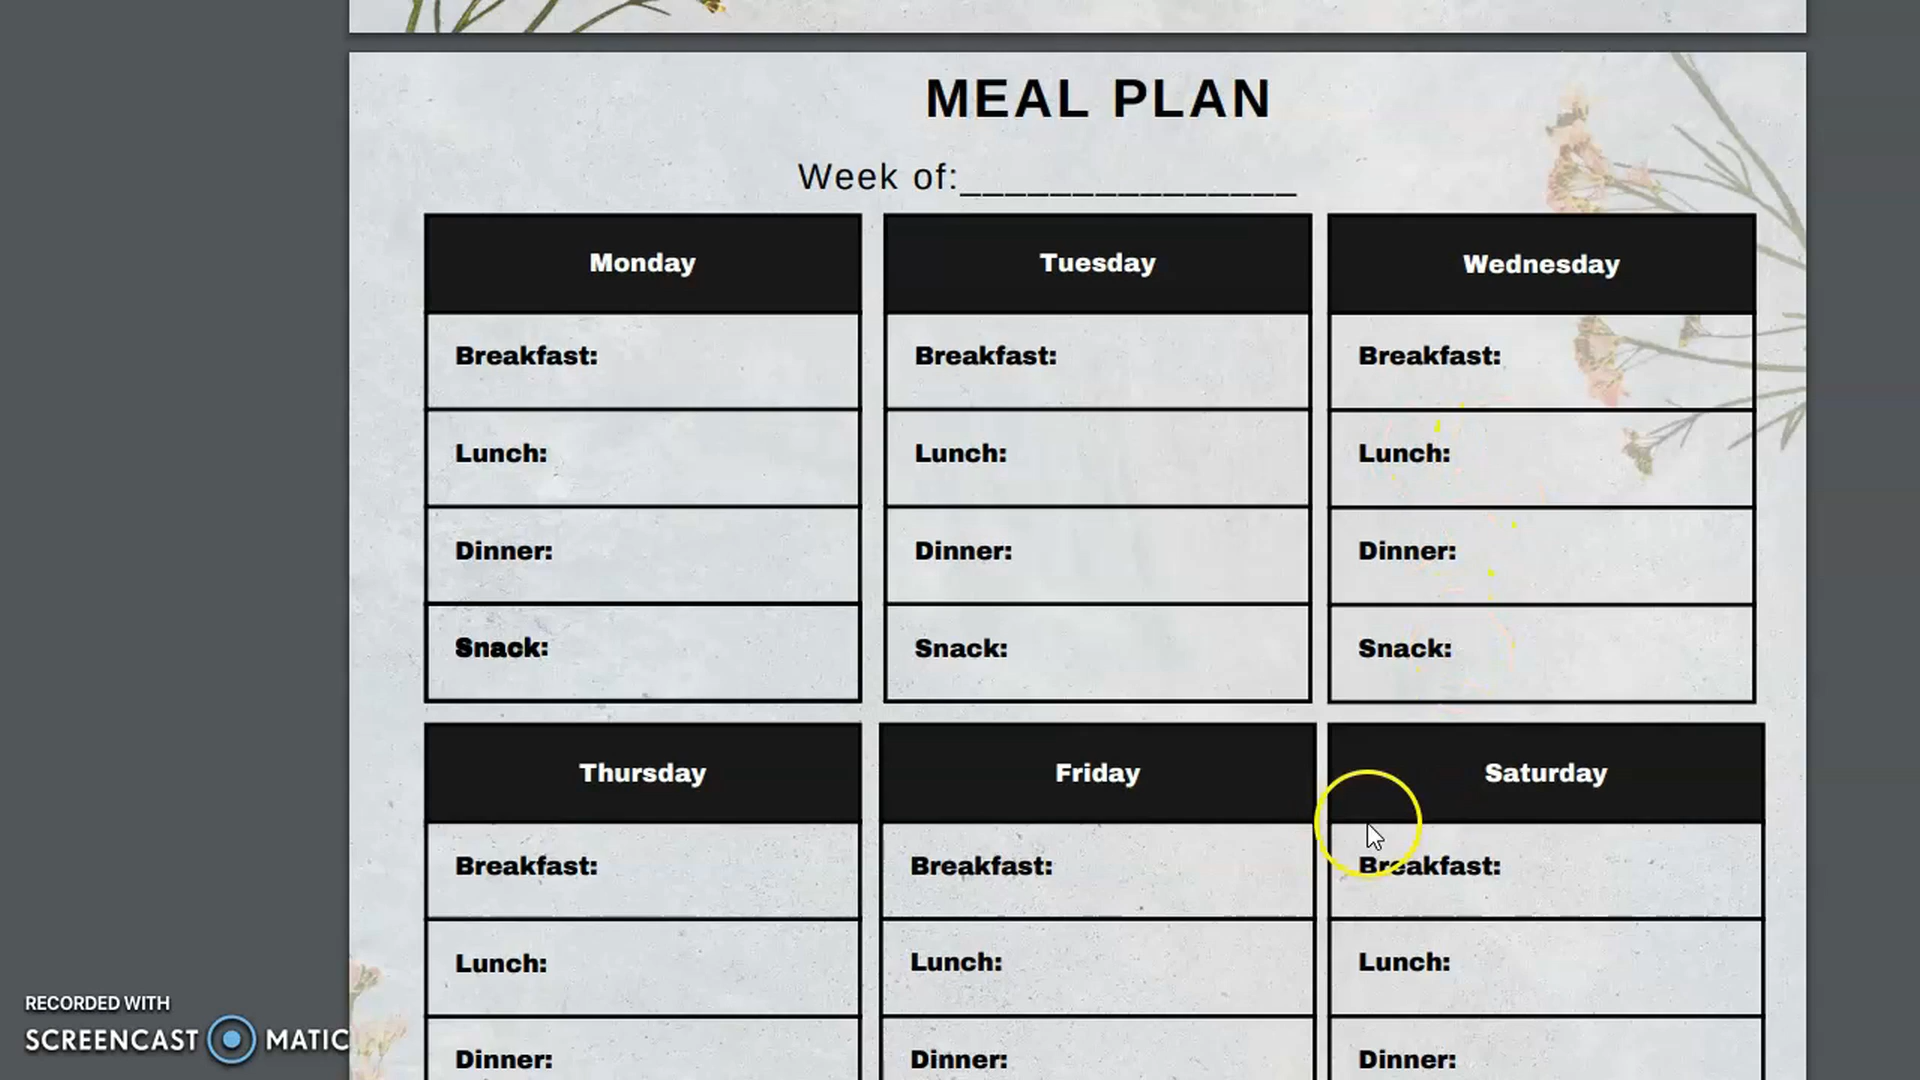 MEAL PLAN
Week of:_______________
Monday
Breakfast:
Lunch:
Dinner:
Snack:
Tuesday
Breakfast:
Lunch:
Dinner:
Snack:
Wednesday
Breakfast:
Lunch:
Dinner:
Snack:
Thursday
Breakfast:
Lunch:
Dinner:
Friday
Breakfast:
Lunch:
Dinner:
Saturday
Breakfast:
Lunch:
Dinner:
RECORDED WITH
SCREENCAST MATIC